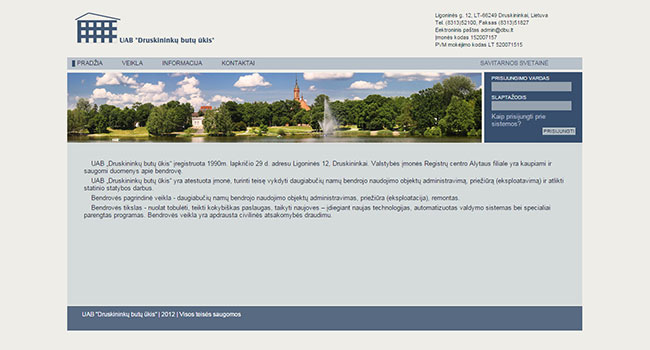 UAB "Druskininkų butų ūkis"
Ligoninės g. 12, LT-66249 Druskininkai, Lietuva
Tel. (8313)52100, Faksas (8313)51827
Elektroninis paštas admin@dbu.lt
Įmonės kodas 152007157
PVM mokėjimo kodas LT 520071515
PRADŽIA VEIKLA INFORMACIJA KONTAKTAI SAVITARNOS SVETAINĖ
PRISIJUNGIMO VARDAS
SLAPTAŽODIS
Kaip prisijungti prie
sistemos?
PRISIJUNGTI
UAB „Druskininkų butų ūkis" įregistruota 1990m. lapkričio 29 d. adresu Ligoninės 12, Druskininkai. Valstybės įmonės Registrų centro Alytaus filiale yra kaupiami ir
saugomi duomenys apie bendrovę.
UAB „Druskininkų butų ūkis" yra atestuota įmonė, turinti teisę vykdyti daugiabučių namų bendrojo naudojimo objektų administravimą, priežiūrą (eksploatavimą) ir atlikti
statinio statybos darbus.
Bendrovės pagrindinė veikla - daugiabučių namų bendrojo naudojimo objektų administravimas, priežiūra (eksploatacija), remontas.
Bendrovės tikslas - nuolat tobulėti, teikti kokybiškas paslaugas, taikyti naujoves – įdiegiant naujas technologijas, automatizuotas valdymo sistemas bei specialiai
parengtas programas. Bendrovės veikla yra apdrausta civilinės atsakomybės draudimu.
UAB "Druskininkų butų ūkis" | 2012 | Visos teisės saugomos